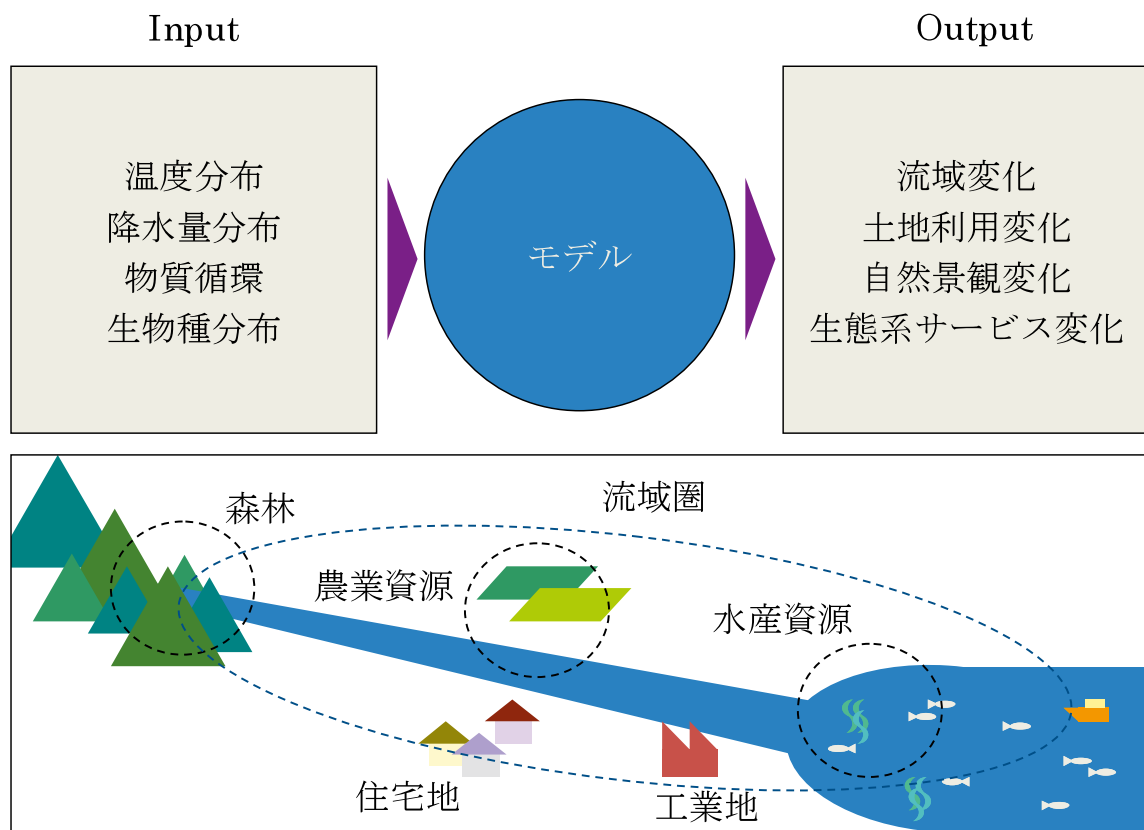 Input
Output
温度分布
降水量分布
物質循環
生物種分布
モデル
流域変化
土地利用変化
自然景観変化
生態系サービス変化
森林
流域圏
農業資源
水産資源
住宅地
工業地